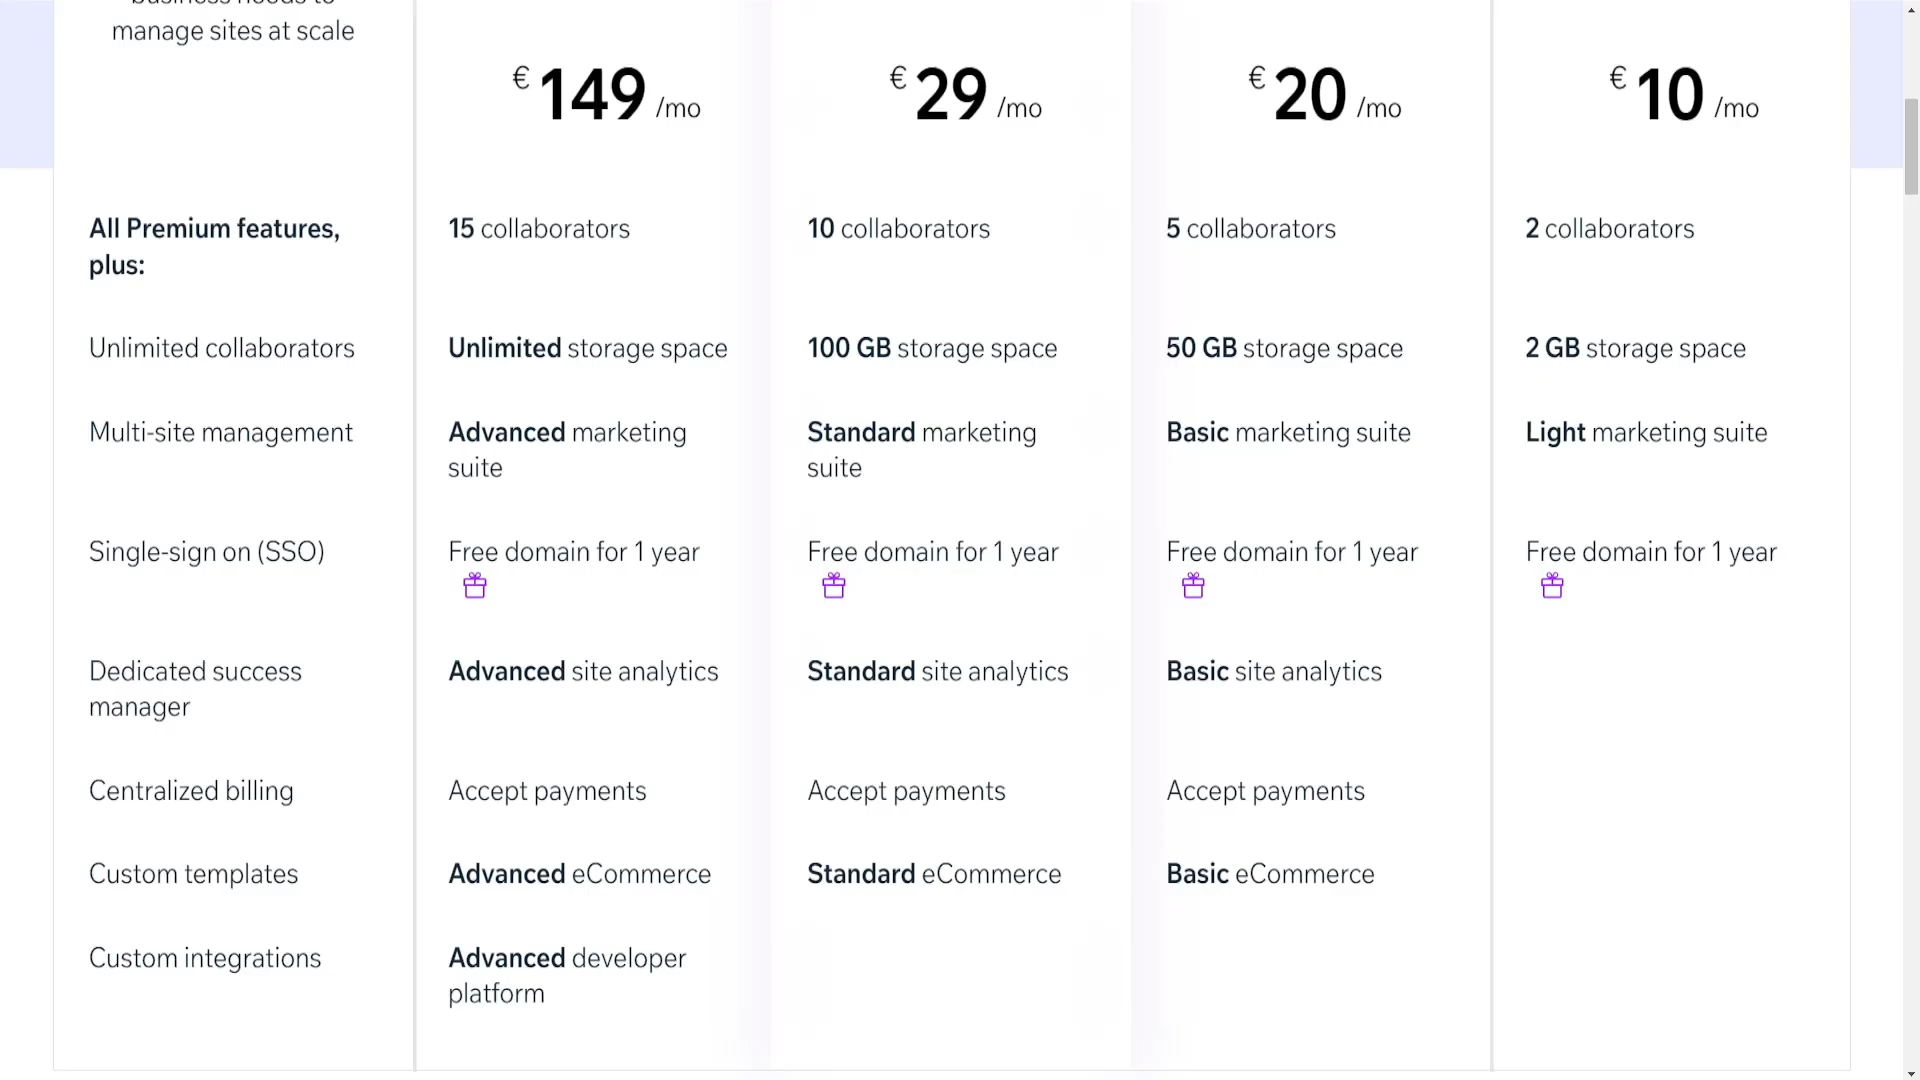 business needs to
manage sites at scale
€ 149 /mo
€ 29 /mo
€ 20 /mo
€ 10 /mo
All Premium features,
plus:
Unlimited collaborators
Multi-site management
Single-sign on (SSO)
Dedicated success
manager
Centralized billing
Custom templates
Custom integrations
15 collaborators
Unlimited storage space
Advanced marketing
suite
Free domain for 1 year
Advanced site analytics
Accept payments
Advanced eCommerce
Advanced developer
platform
10 collaborators
100 GB storage space
Standard marketing
suite
Free domain for 1 year
Standard site analytics
Accept payments
Standard eCommerce
5 collaborators
50 GB storage space
Basic marketing suite
Free domain for 1 year
Basic site analytics
Accept payments
Basic eCommerce
2 collaborators
2 GB storage space
Light marketing suite
Free domain for 1 year